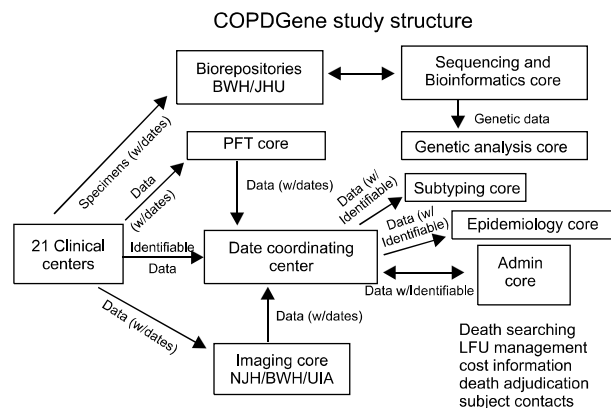 COPDGene study structure
Biorepositories
BWH/JHU
Sequencing and
Bioinformatics core
Specimens (w/dates)
Genetic data
PFT core
Genetic analysis core
Data
(w/dates)
Data (w/dates)
Data (w/
Identifiable)
Subtyping core
Data (w/
Identifiable)
Epidemiology core
21 Clinical
centers
Identifiable
Data
Date coordinating
center
Admin
core
Data w/Identifiable
Data (w/dates)
Data (w/dates)
Imaging core
NJH/BWH/UIA
Death searching
LFU management
cost information
death adjudication
subject contacts